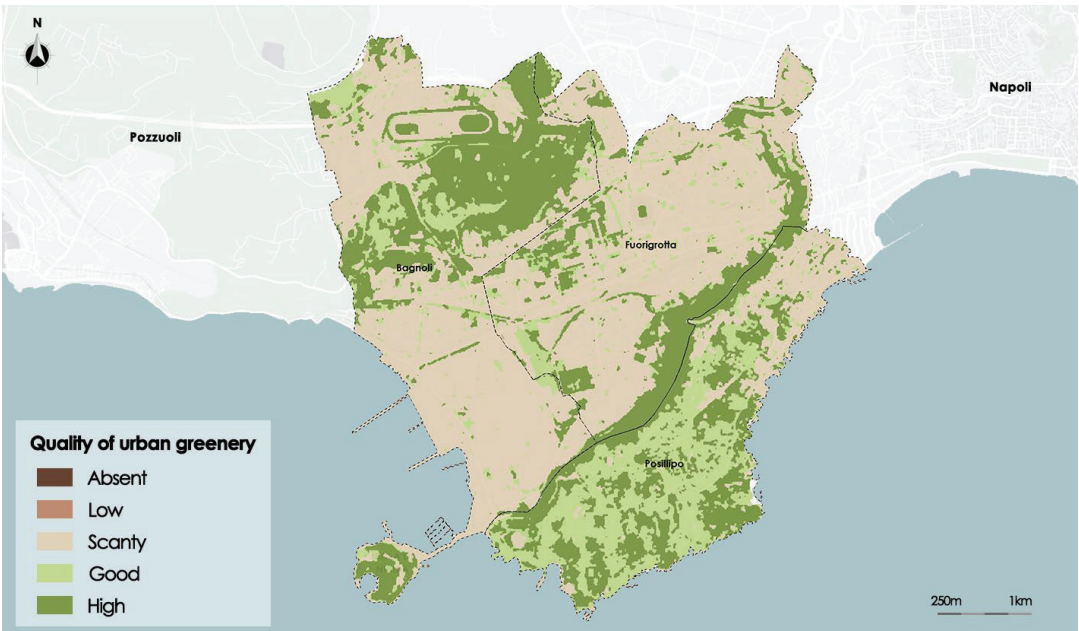 N
Napoli
Pozzuoli
Fuorigrotta
Bagnoli
Posillipo
Quality of urban greenery
Absent
Low
Scanty
Good
High
250m 1km